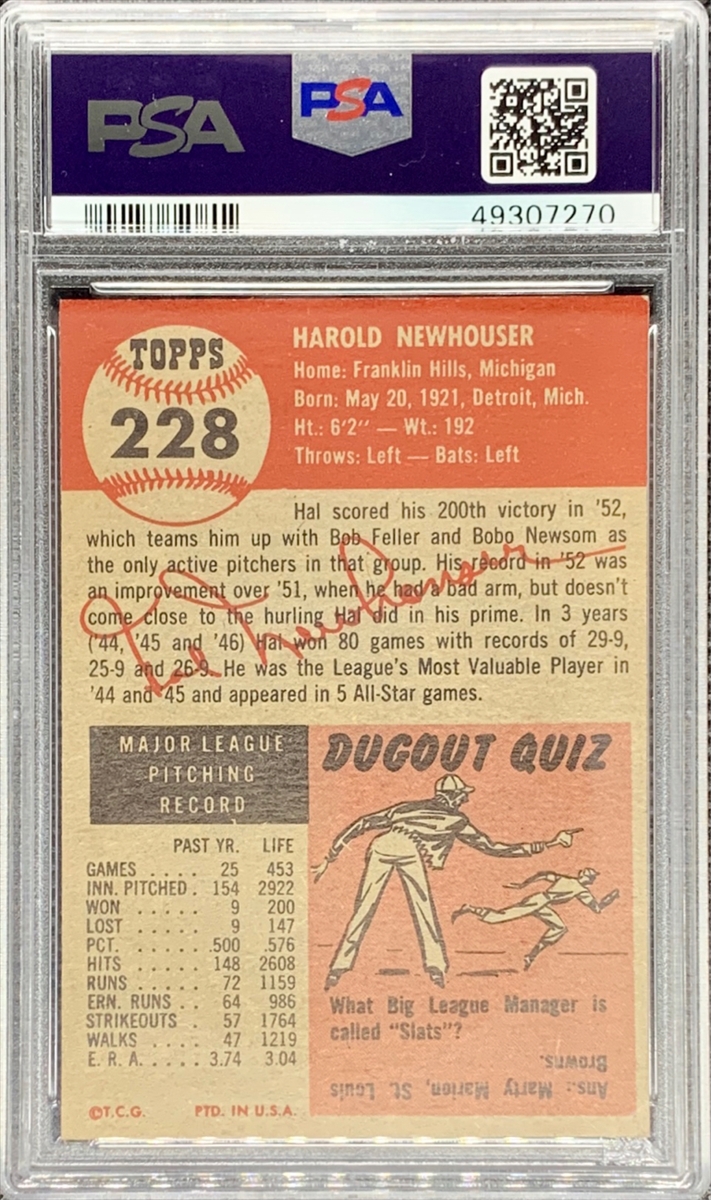 PSA
PSA
49307270
TOPPS
228
HAROLD NEWHOUSER
Home: Franklin Hills, Michigan
Born: May 20, 1921, Detroit, Mich.
Ht.: 6'2" — Wt.: 192
Throws: Left — Bats: Left
Hal scored his 200th victory in '52,
which teams him up with Bob Feller and Bobo Newsom as
the only active pitchers in that group. His record in '52 was
an improvement over '51, when he had a bad arm, but doesn't
come close to the hurling Hal did in his prime. In 3 years
('44, '45 and '46) Hal won 80 games with records of 29-9,
25-9 and 26-9. He was the League's Most Valuable Player in
'44 and '45 and appeared in 5 All-Star games.
Hal Newhouser
MAJOR LEAGUE
PITCHING
RECORD
PAST YR. LIFE
GAMES . . . . 25 453
INN. PITCHED . 154 2922
WON . . . . . 9 200
LOST . . . . . 9 147
PCT. . . . . . .500 .576
HITS . . . . . 148 2608
RUNS . . . . . 72 1159
ERN. RUNS . . 64 986
STRIKEOUTS . 57 1764
WALKS . . . . 47 1219
E. R. A. . . . . 3.74 3.04
©T.C.G. PTD. IN U.S.A.
DUGOUT QUIZ
What Big League Manager is
called "Slats"?
Ans.: Marty Marion, St. Louis
Browns.